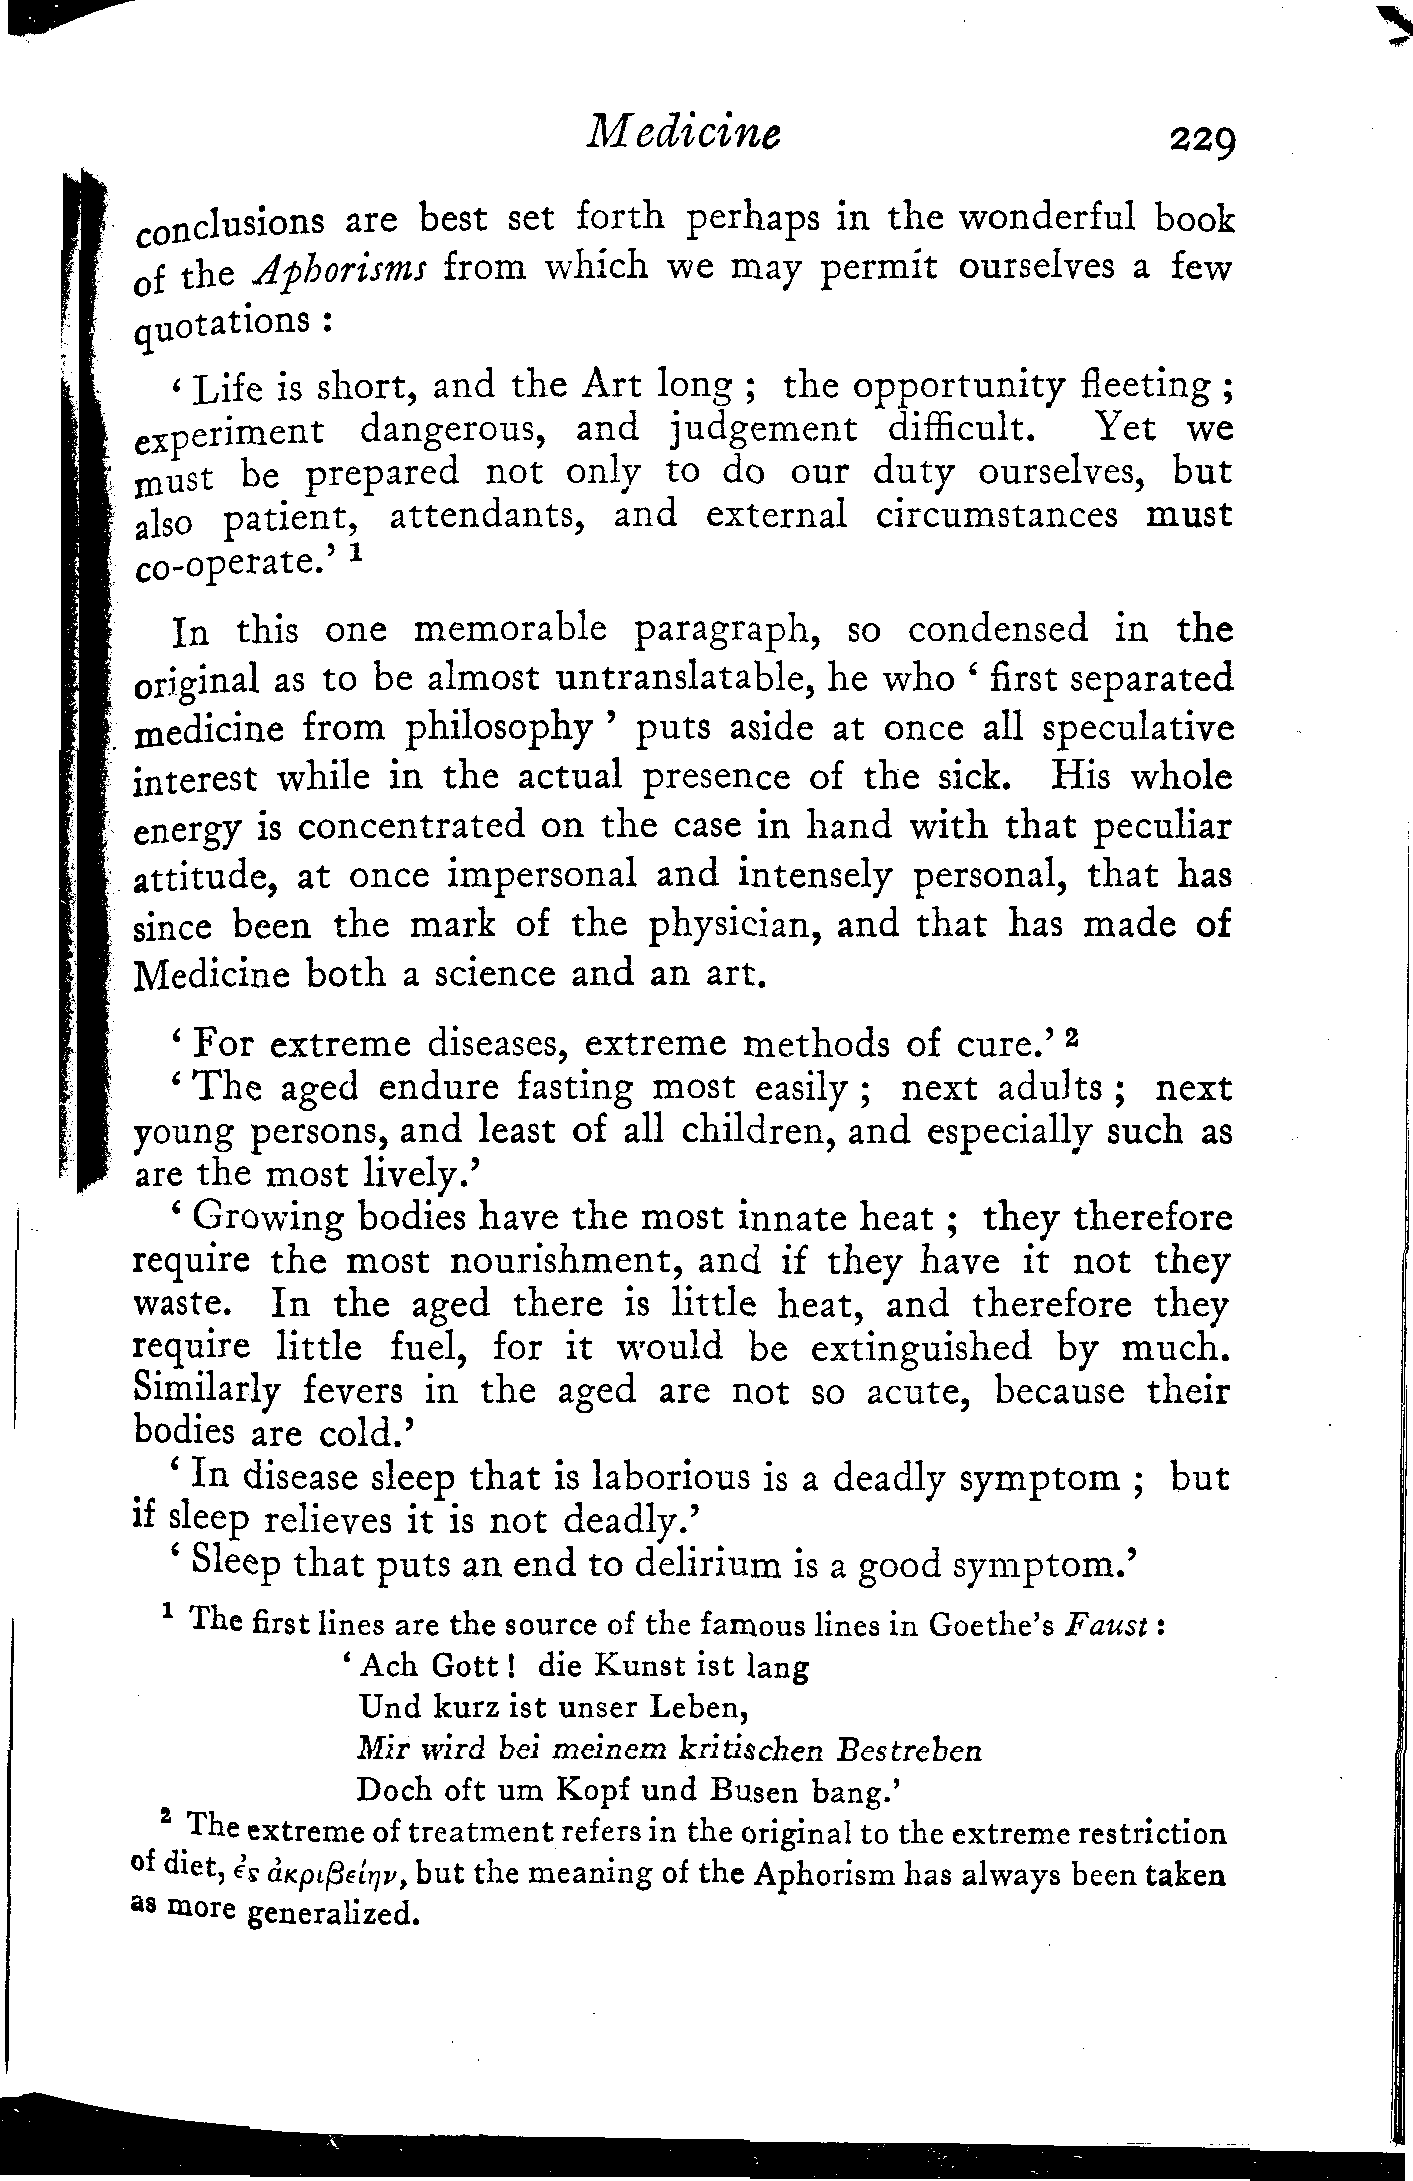 Medicine 229
conclusions are best set forth perhaps in the wonderful book
of the Aphorisms from which we may permit ourselves a few
quotations :
‘ Life is short, and the Art long ; the opportunity fleeting ;
experiment dangerous, and judgement difficult. Yet we
must be prepared not only to do our duty ourselves, but
also patient, attendants, and external circumstances must
co-operate.’ ¹
In this one memorable paragraph, so condensed in the
original as to be almost untranslatable, he who ‘ first separated
medicine from philosophy ’ puts aside at once all speculative
interest while in the actual presence of the sick. His whole
energy is concentrated on the case in hand with that peculiar
attitude, at once impersonal and intensely personal, that has
since been the mark of the physician, and that has made of
Medicine both a science and an art.
‘ For extreme diseases, extreme methods of cure.’ ²
‘ The aged endure fasting most easily ; next adults ; next
young persons, and least of all children, and especially such as
are the most lively.’
‘ Growing bodies have the most innate heat ; they therefore
require the most nourishment, and if they have it not they
waste. In the aged there is little heat, and therefore they
require little fuel, for it would be extinguished by much.
Similarly fevers in the aged are not so acute, because their
bodies are cold.’
‘ In disease sleep that is laborious is a deadly symptom ; but
if sleep relieves it is not deadly.’
‘ Sleep that puts an end to delirium is a good symptom.’
¹ The first lines are the source of the famous lines in Goethe’s Faust :
‘ Ach Gott ! die Kunst ist lang
Und kurz ist unser Leben,
Mir wird bei meinem kritischen Bestreben
Doch oft um Kopf und Busen bang.’
² The extreme of treatment refers in the original to the extreme restriction
of diet, ἐς ἀκριβείην, but the meaning of the Aphorism has always been taken
as more generalized.